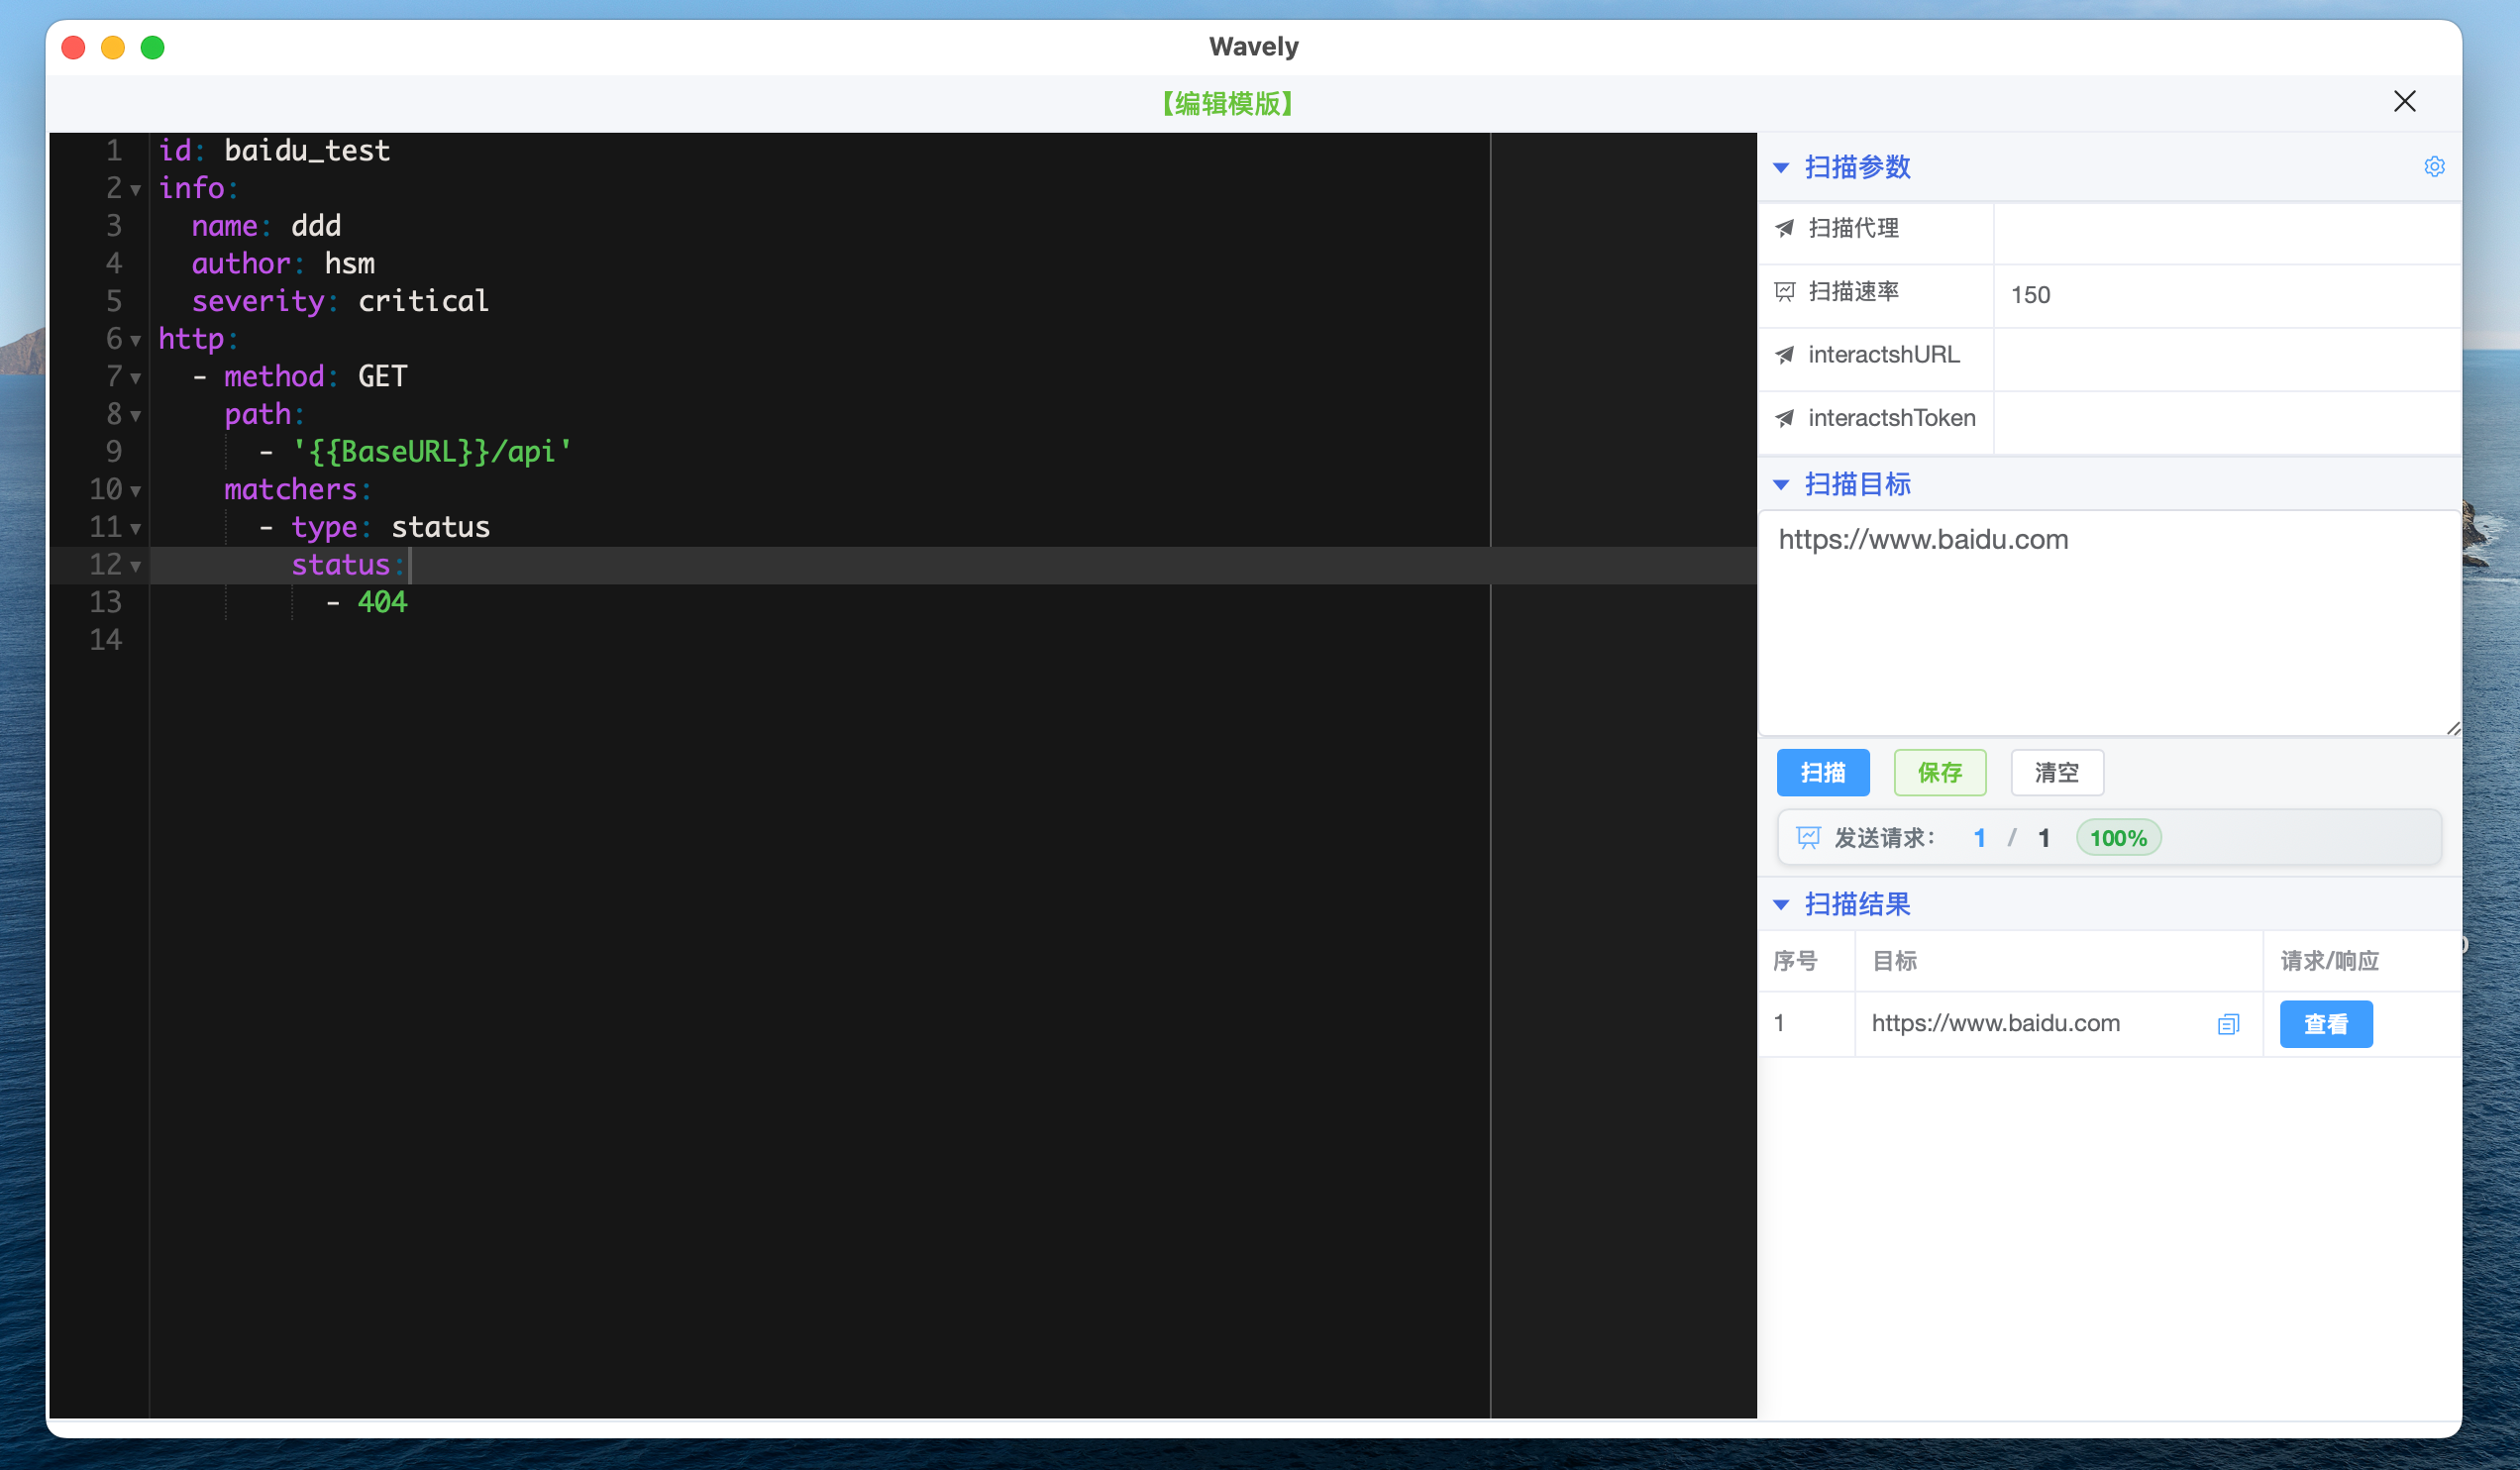 Wavely
【编辑模版】
1 id: baidu_test
2 info:
3 name: ddd
4 author: hsm
5 severity: critical
6 http:
7 - method: GET
8 path:
9 - '{{BaseURL}}/api'
10 matchers:
11 - type: status
12 status:
13 - 404
14
扫描参数
扫描代理
扫描速率 150
interactshURL
interactshToken
扫描目标
https://www.baidu.com
扫描 保存 清空
发送请求: 1 / 1 100%
扫描结果
序号 目标 请求/响应
1 https://www.baidu.com 查看